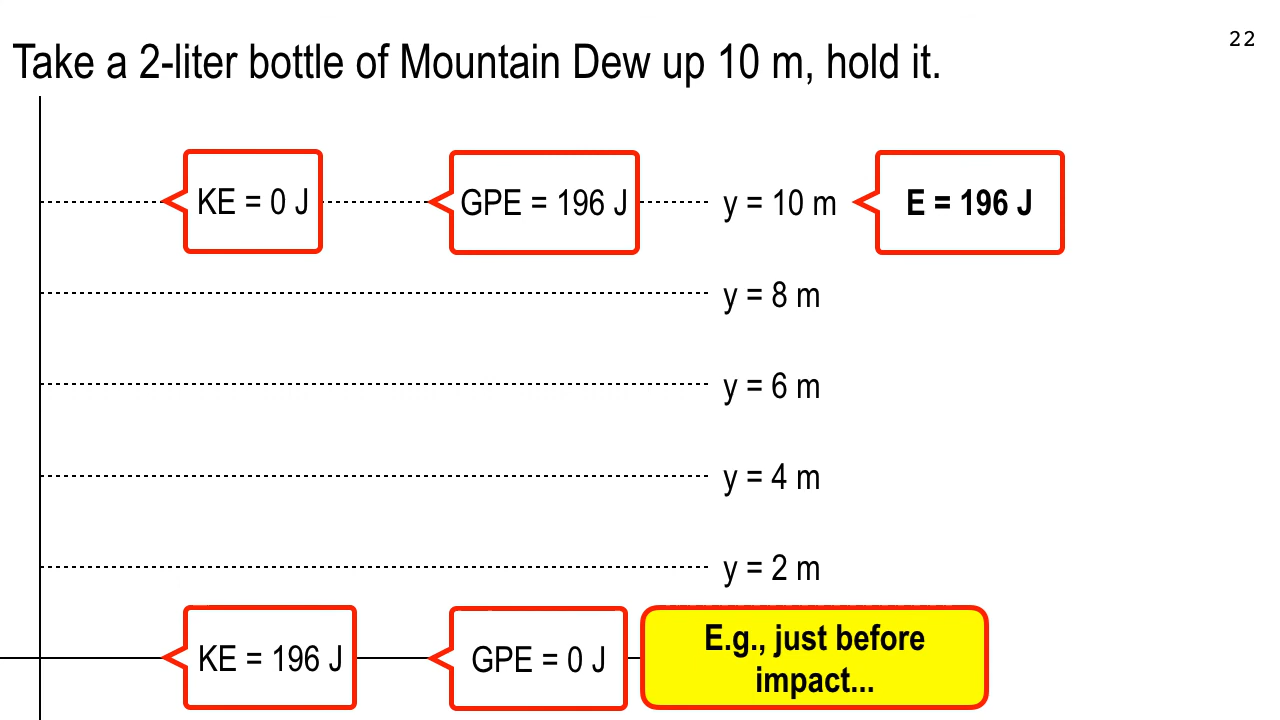 22
Take a 2-liter bottle of Mountain Dew up 10 m, hold it.
KE = 0 J GPE = 196 J y = 10 m E = 196 J
y = 8 m
y = 6 m
y = 4 m
y = 2 m
KE = 196 J GPE = 0 J
E.g., just before
impact...